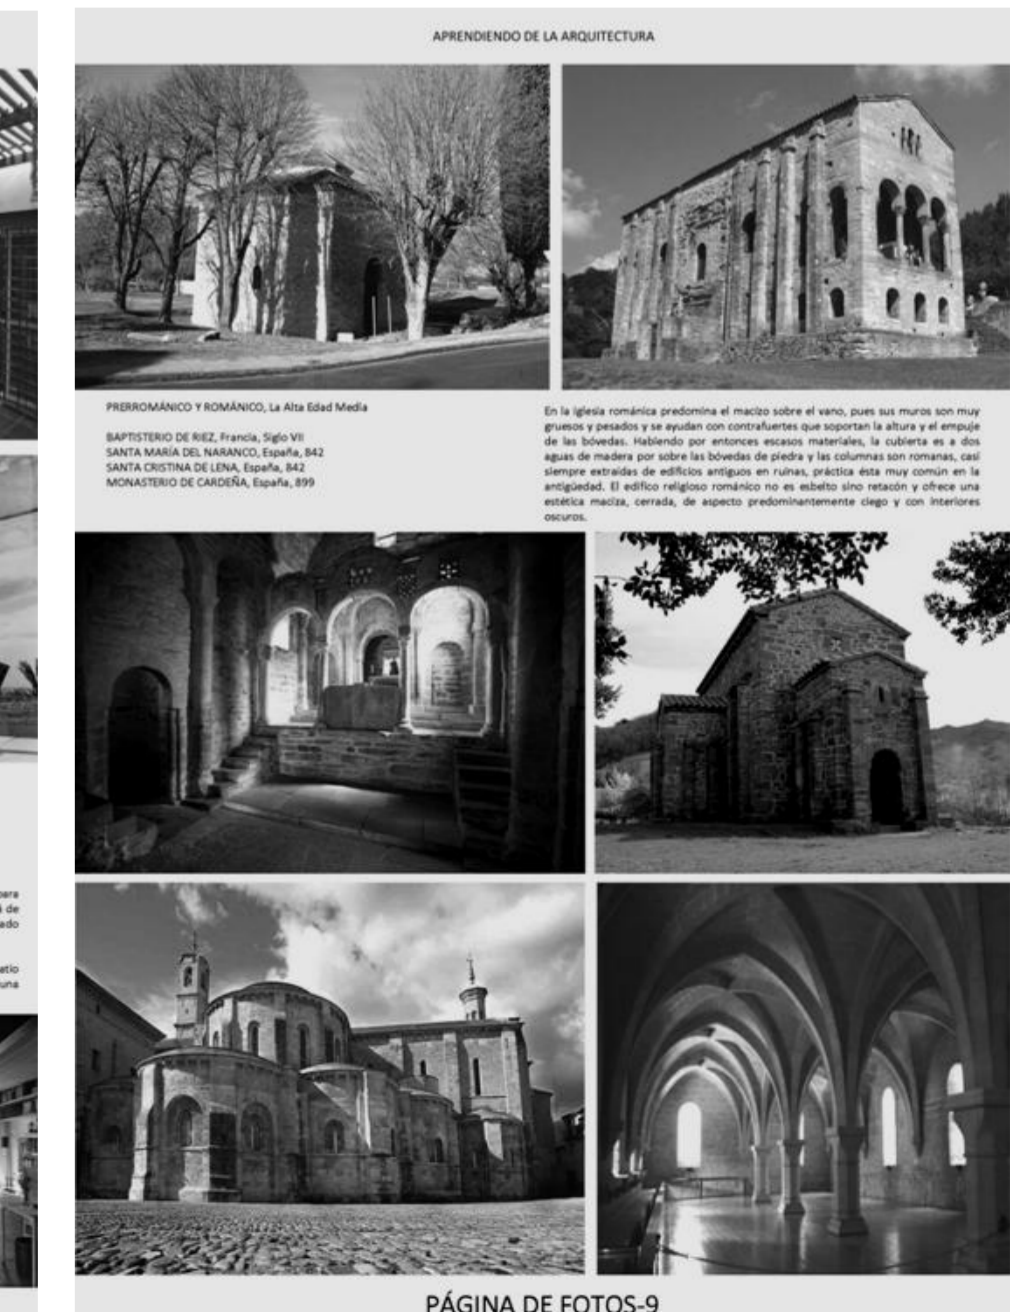 APRENDIENDO DE LA ARQUITECTURA
PRERROMÁNICO Y ROMÁNICO, La Alta Edad Media
BAPTISTERIO DE RIEZ, Francia, Siglo VII
SANTA MARÍA DEL NARANCO, España, 842
SANTA CRISTINA DE LENA, España, 842
MONASTERIO DE CARDEÑA, España, 899
En la iglesia románica predomina el macizo sobre el vano, pues sus muros son muy
gruesos y pesados y se ayudan con contrafuertes que soportan la altura y el empuje
de las bóvedas. Habiendo por entonces escasos materiales, la cubierta es a dos
aguas de madera por sobre las bóvedas de piedra y las columnas son romanas, casi
siempre extraídas de edificios antiguos en ruinas, práctica ésta muy común en la
antigüedad. El edifico religioso románico no es esbelto sino retacón y ofrece una
estética maciza, cerrada, de aspecto predominantemente ciego y con interiores
oscuros.
para
de
ado
atio
una
PÁGINA DE FOTOS-9